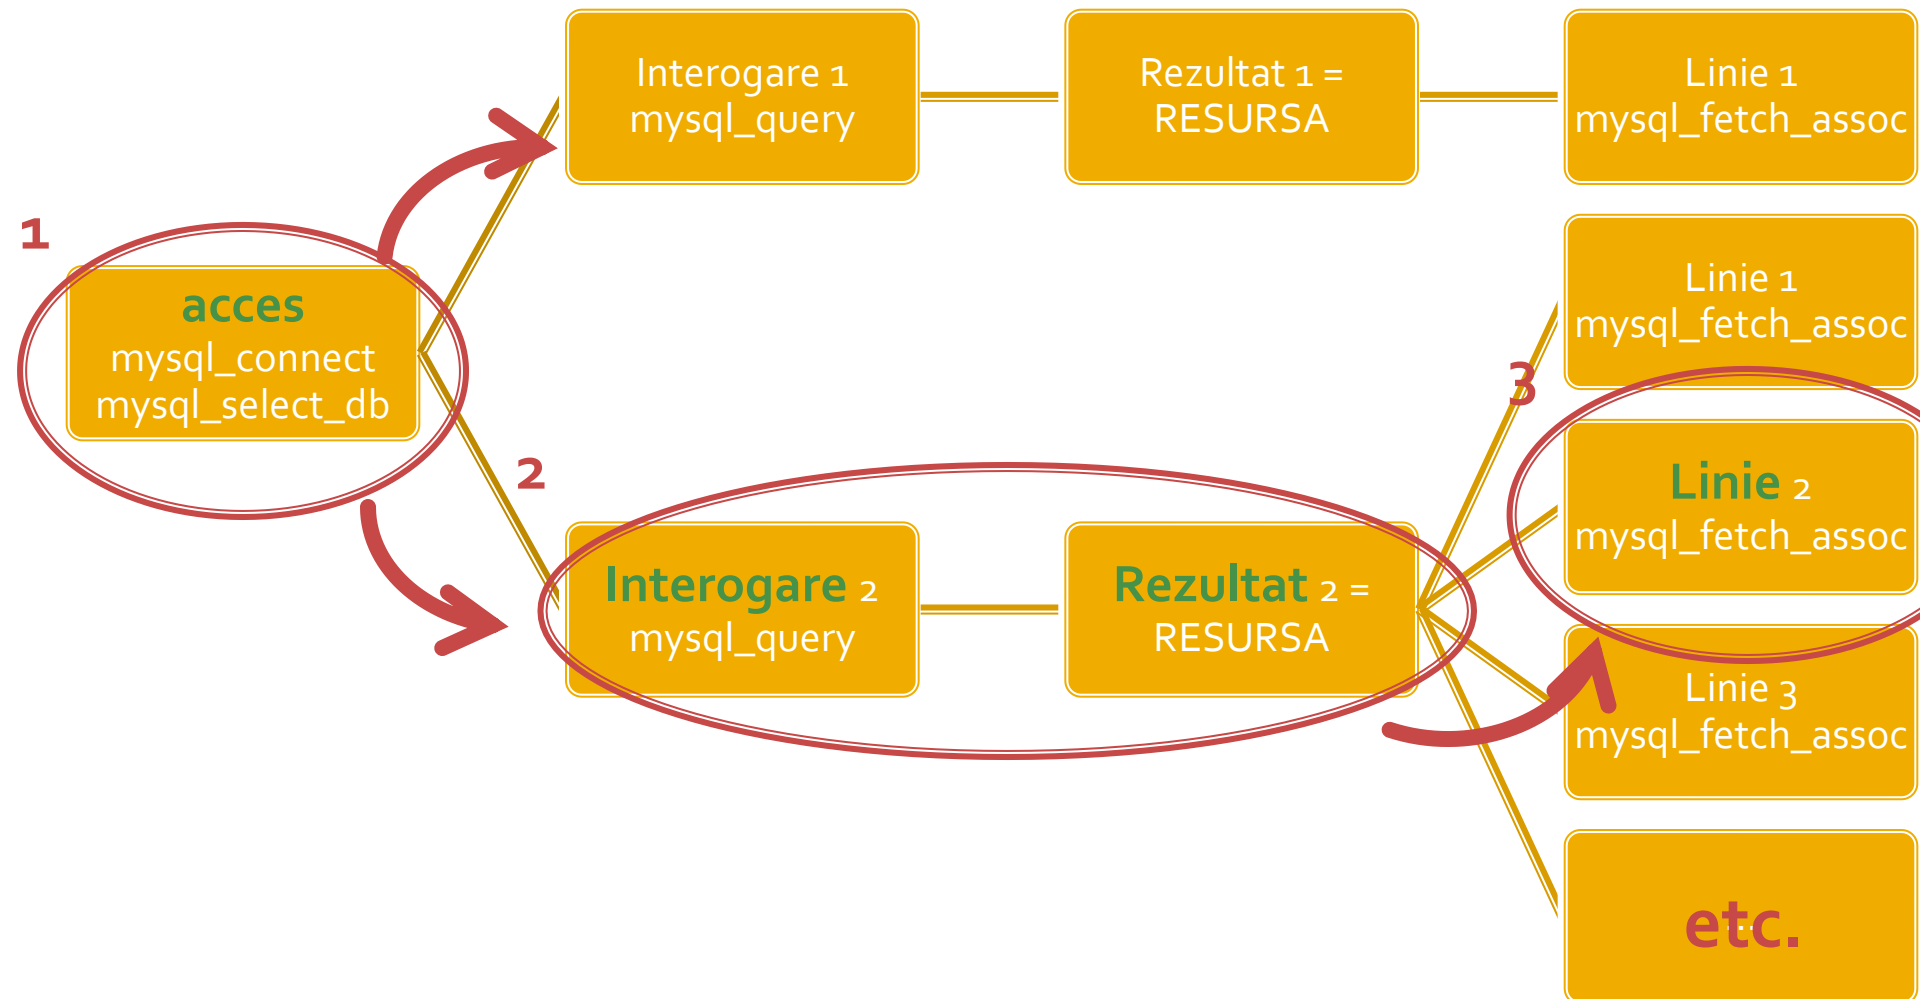 Interogare 1
mysql_query
Rezultat 1 =
RESURSA
Linie 1
mysql_fetch_assoc
1
acces
mysql_connect
mysql_select_db
Linie 1
mysql_fetch_assoc
3
2
Interogare 2
mysql_query
Rezultat 2 =
RESURSA
Linie 2
mysql_fetch_assoc
Linie 3
mysql_fetch_assoc
etc.